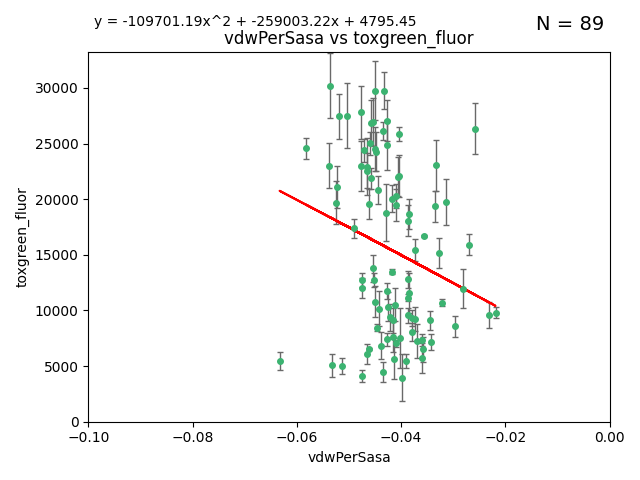 y = -109701.19x^2 + -259003.22x + 4795.45
N = 89
vdwPerSasa vs toxgreen_fluor
30000
25000
20000
15000
10000
5000
0
toxgreen_fluor
−0.10 −0.08 −0.06 −0.04 −0.02 0.00
vdwPerSasa